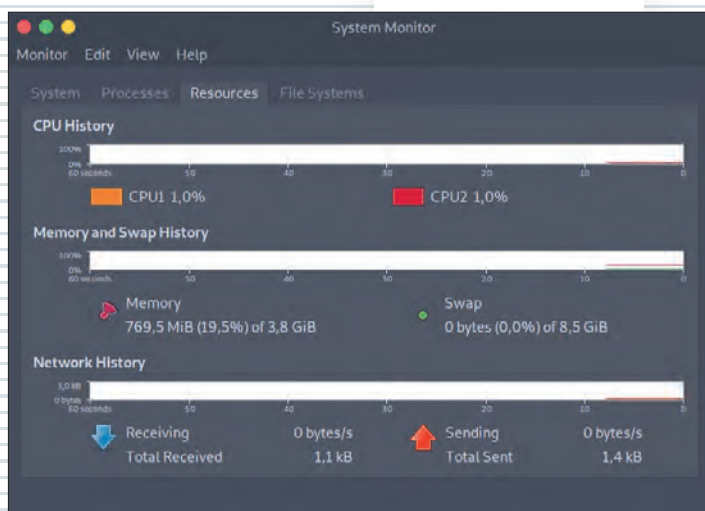 System Monitor
Monitor Edit View Help
System Processes Resources File Systems
CPU History
100%
0%
60 seconds 50 40 30 20 10 0
CPU1 1,0% CPU2 1,0%
Memory and Swap History
100%
0%
60 seconds 50 40 30 20 10 0
Memory Swap
769,5 MiB (19,5%) of 3,8 GiB 0 bytes (0,0%) of 8,5 GiB
Network History
1,0 kB
0 bytes
60 seconds 50 40 30 20 10 0
Receiving 0 bytes/s Sending 0 bytes/s
Total Received 1,1 kB Total Sent 1,4 kB